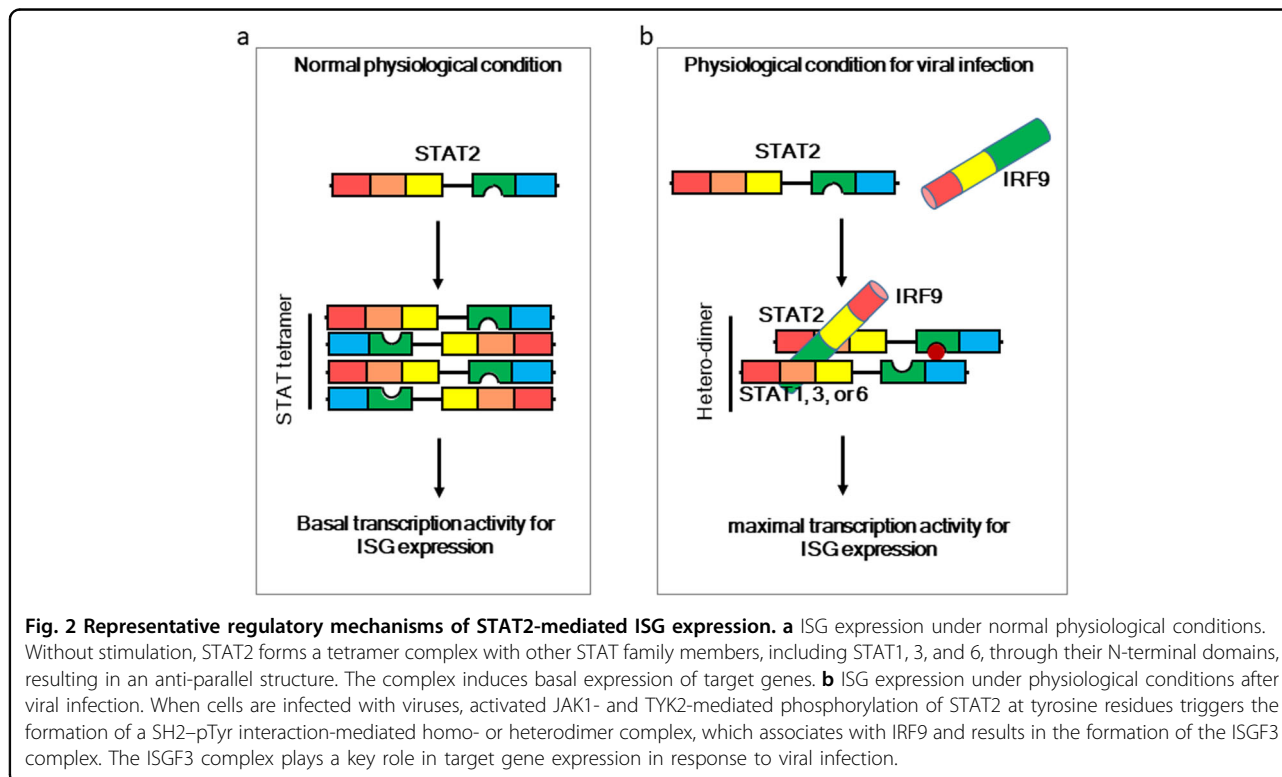 a
Normal physiological condition
STAT2
STAT tetramer
Basal transcription activity for
ISG expression
b
Physiological condition for viral infection
STAT2
IRF9
IRF9
STAT2
Hetero-dimer
STAT1, 3, or 6
maximal transcription activity for
ISG expression
Fig. 2 Representative regulatory mechanisms of STAT2-mediated ISG expression. a ISG expression under normal physiological conditions.
Without stimulation, STAT2 forms a tetramer complex with other STAT family members, including STAT1, 3, and 6, through their N-terminal domains,
resulting in an anti-parallel structure. The complex induces basal expression of target genes. b ISG expression under physiological conditions after
viral infection. When cells are infected with viruses, activated JAK1- and TYK2-mediated phosphorylation of STAT2 at tyrosine residues triggers the
formation of a SH2–pTyr interaction-mediated homo- or heterodimer complex, which associates with IRF9 and results in the formation of the ISGF3
complex. The ISGF3 complex plays a key role in target gene expression in response to viral infection.